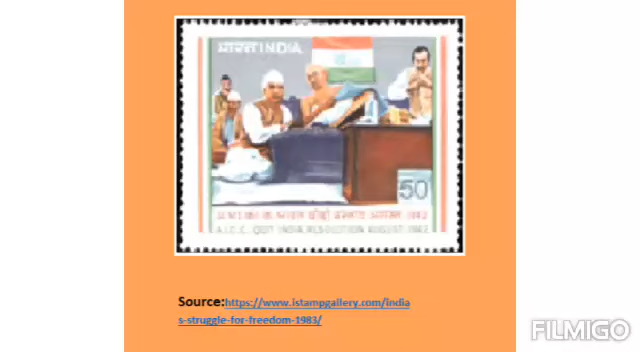 भारत INDIA
50
A.I.C.C. QUIT INDIA RESOLUTION AUGUST 1942
Source:https://www.istampgallery.com/india
s-struggle-for-freedom-1983/
FILMIGO